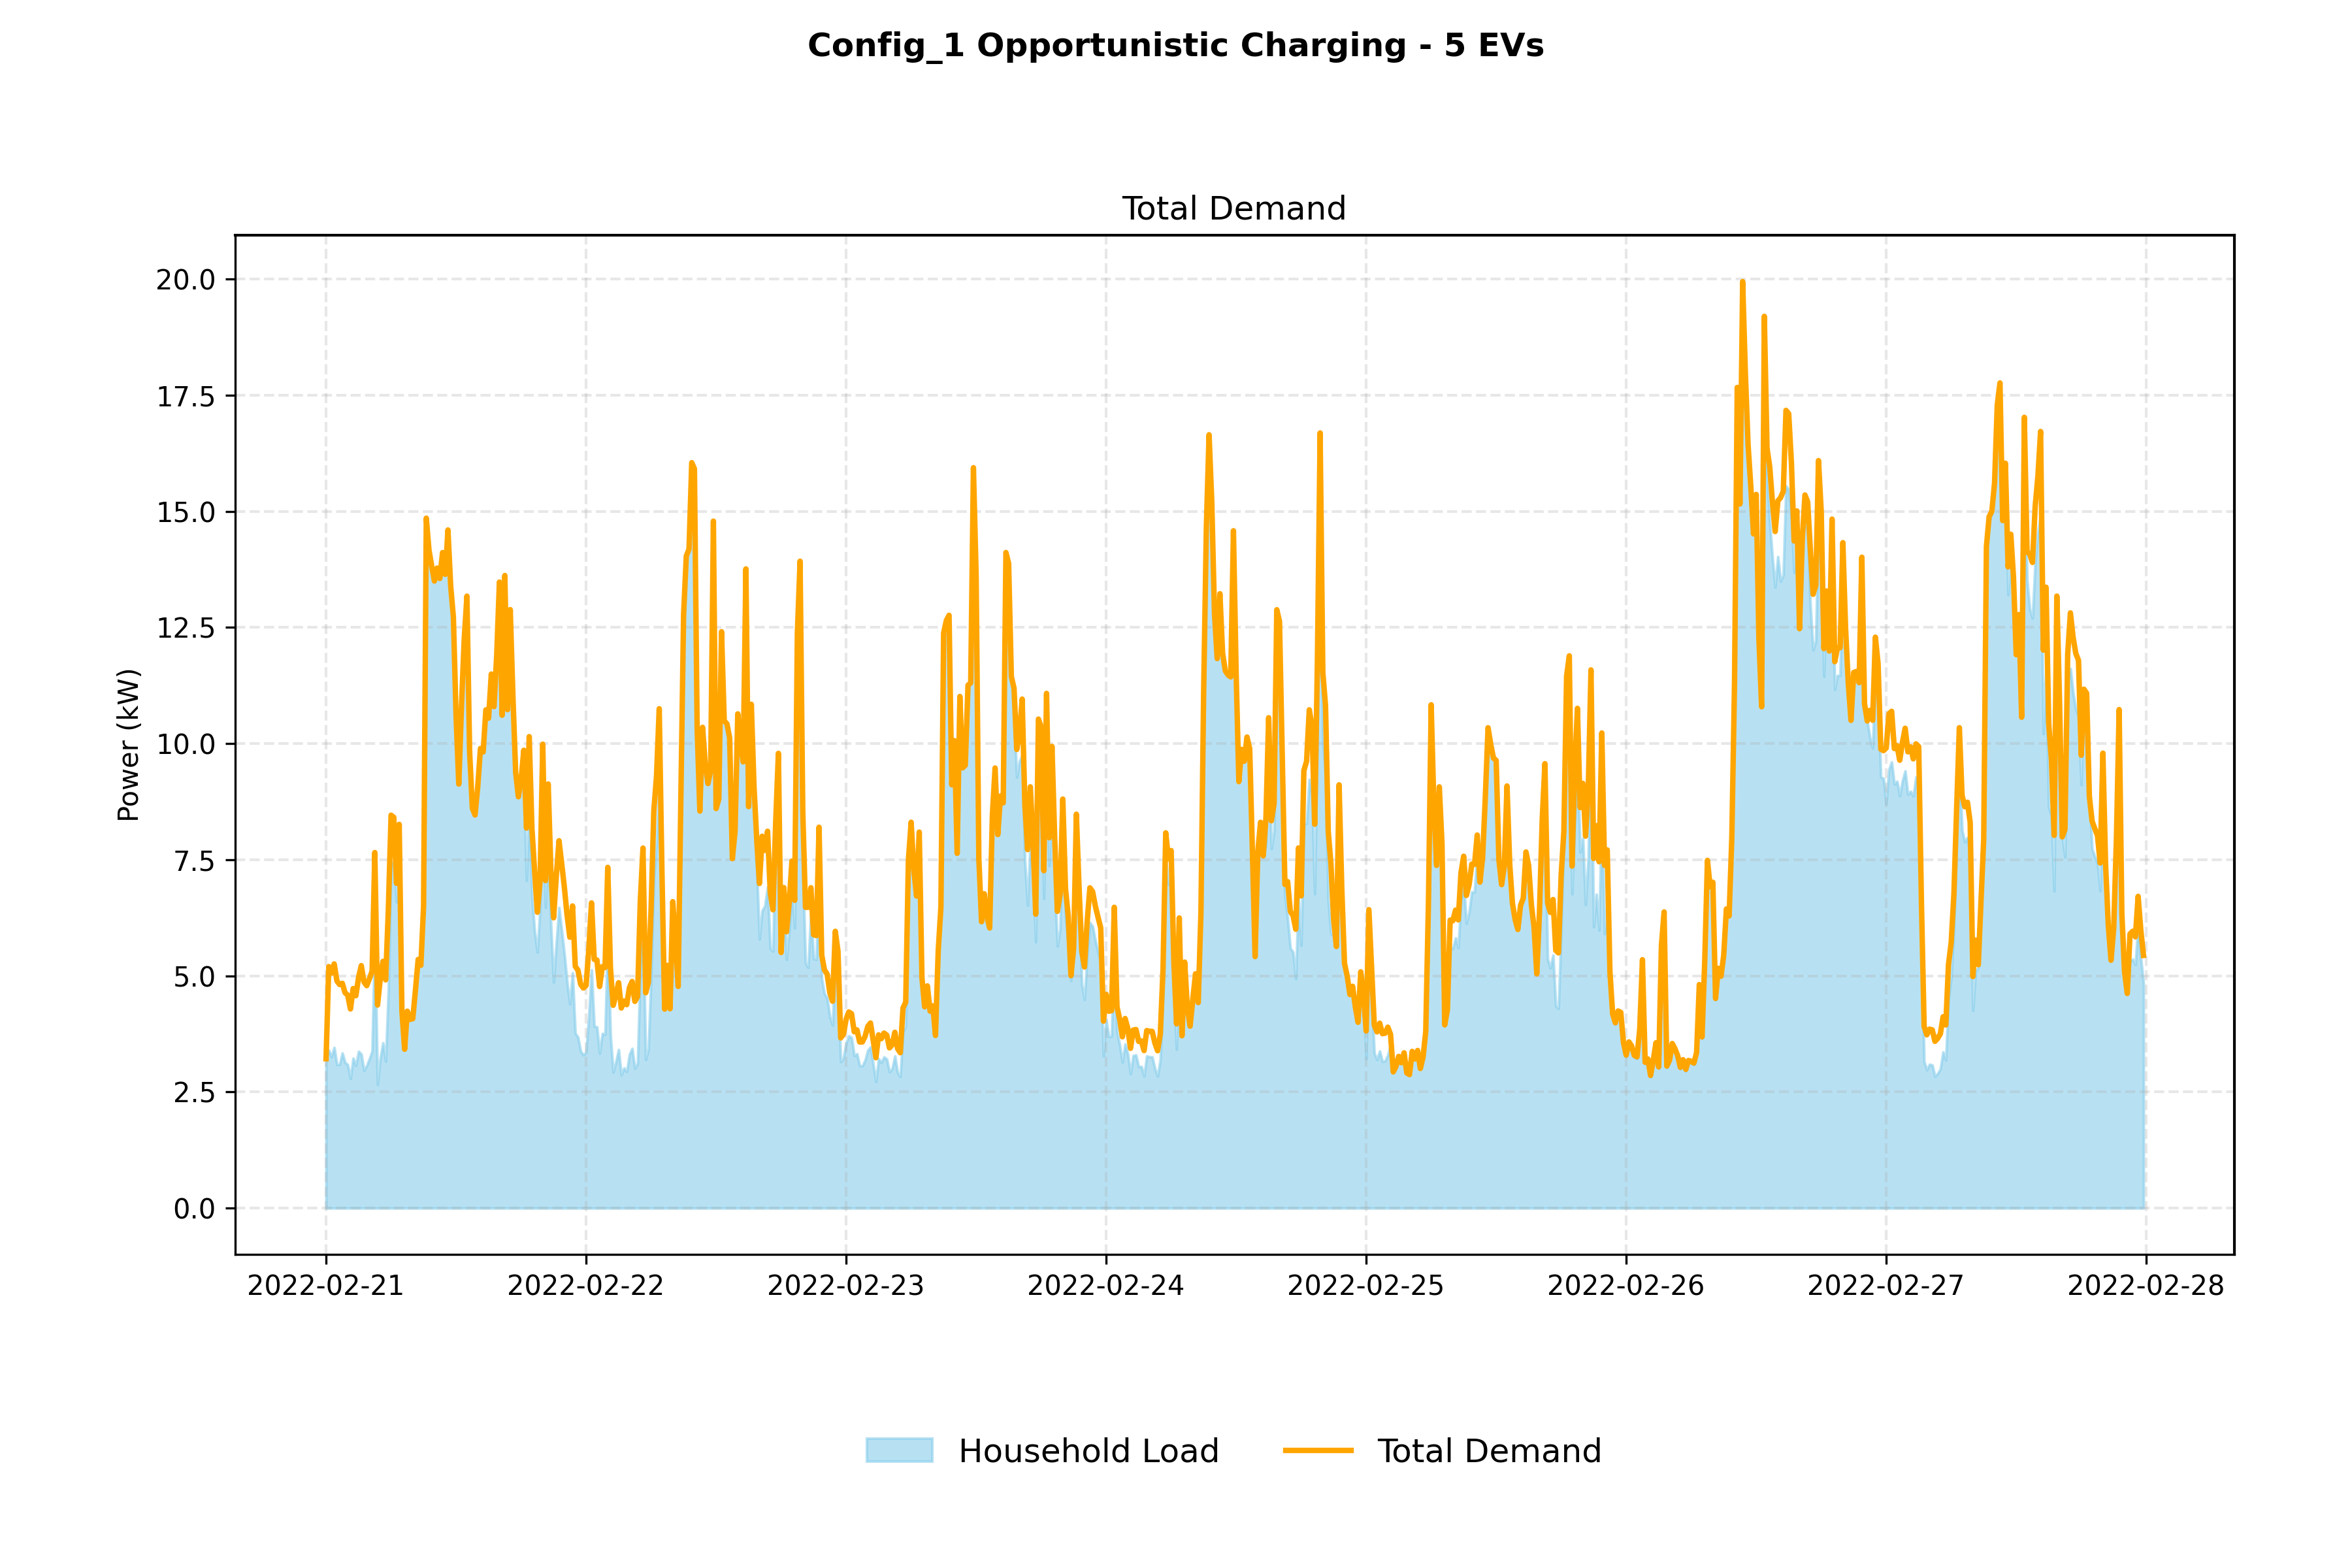 Config_1 Opportunistic Charging - 5 EVs
Total Demand
20.0
17.5
15.0
12.5
10.0
7.5
5.0
2.5
0.0
Power (kW)
2022-02-21 2022-02-22 2022-02-23 2022-02-24 2022-02-25 2022-02-26 2022-02-27 2022-02-28
Household Load Total Demand